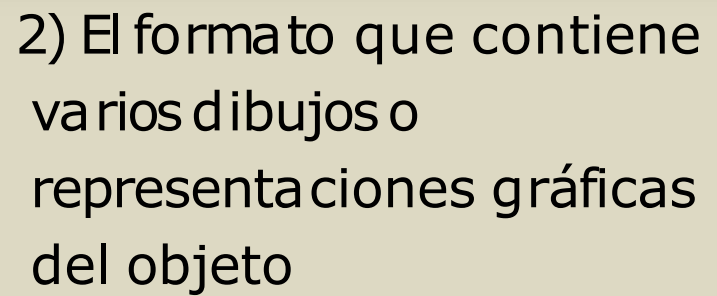 2) El formato que contiene
varios dibujos o
representaciones gráficas
del objeto